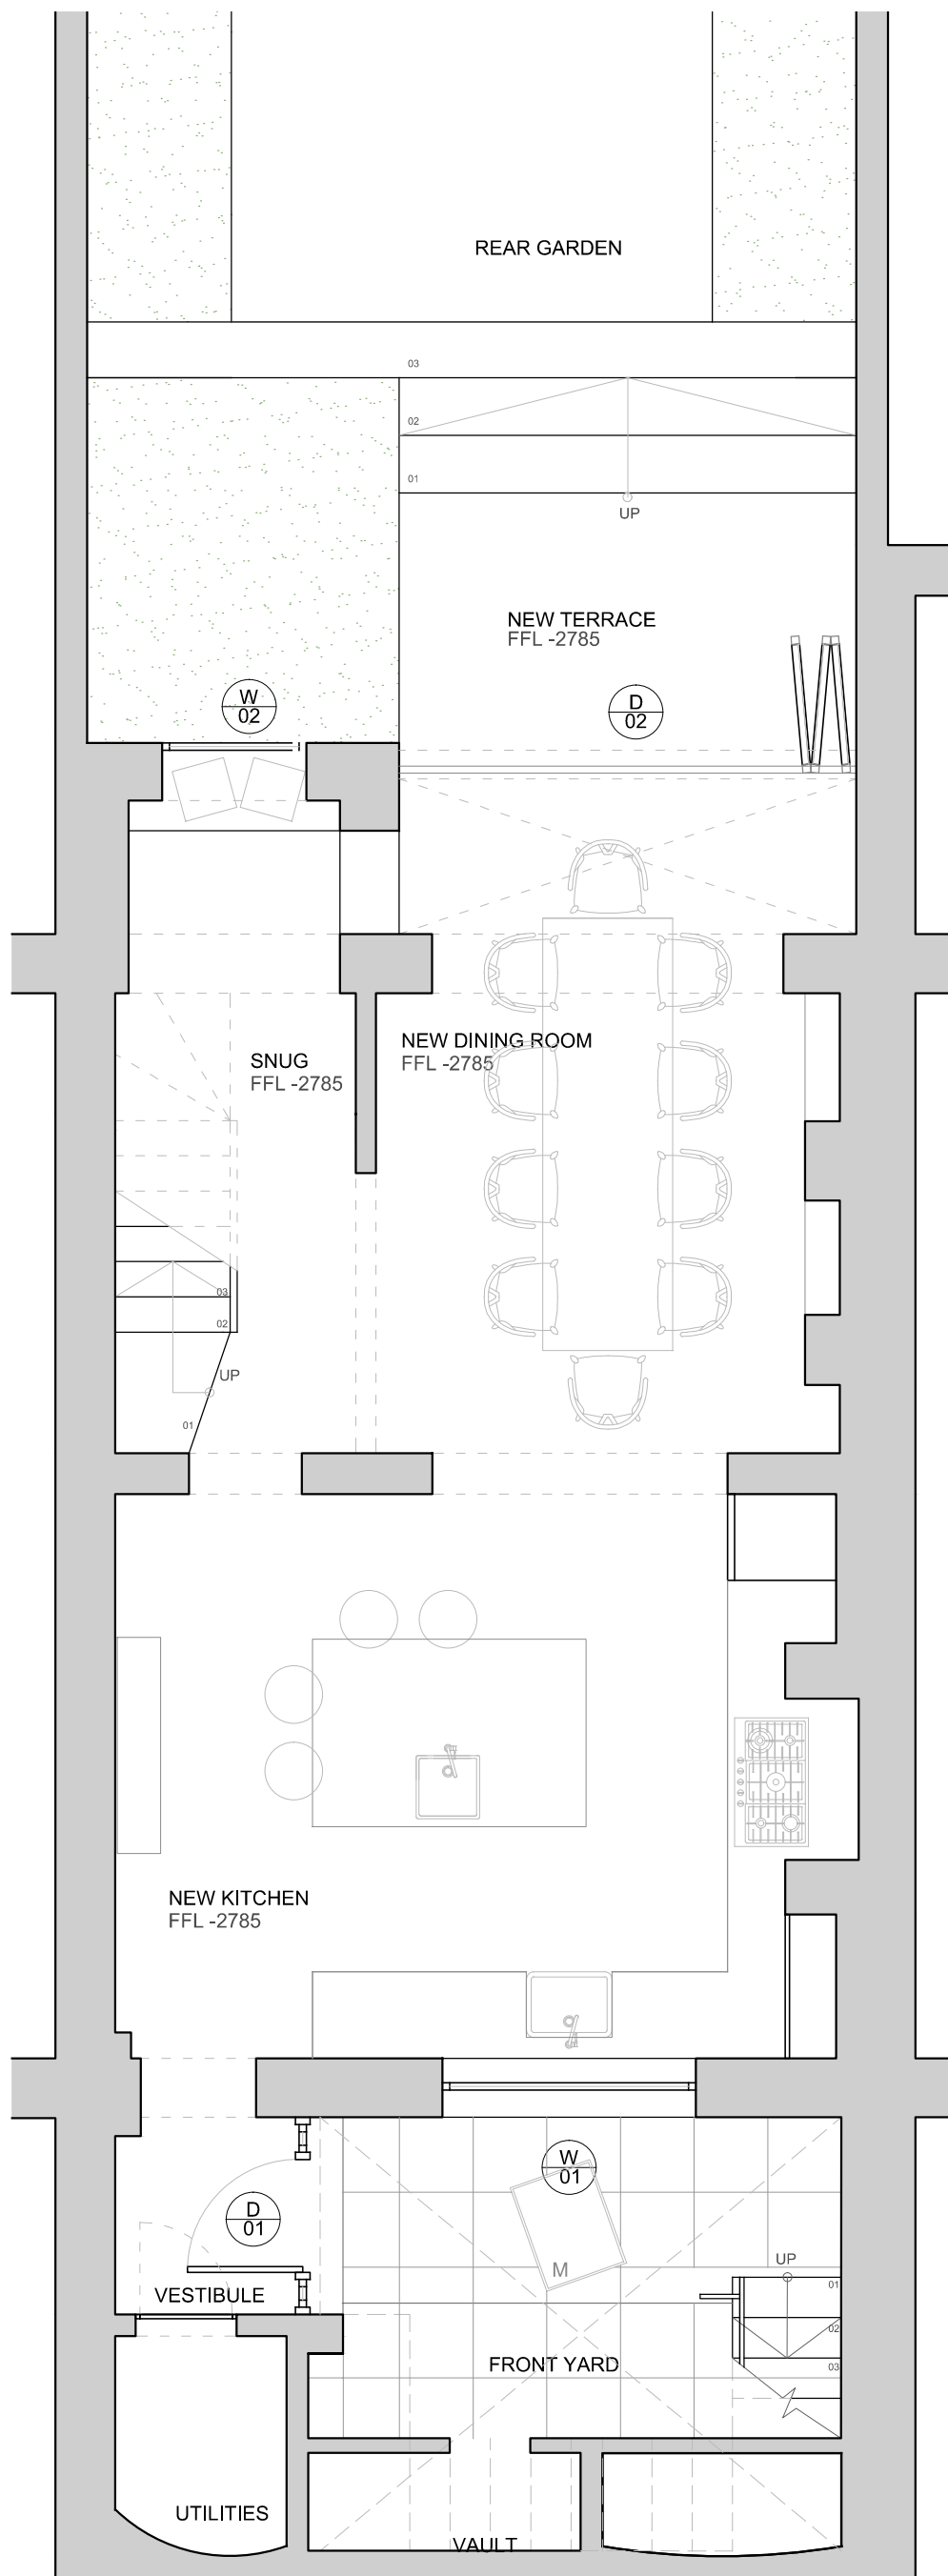 REAR GARDEN
03
02
01
UP
NEW TERRACE
FFL -2785
W
02
D
02
NEW DINING ROOM
FFL -2785
SNUG
FFL -2785
03
02
UP
01
NEW KITCHEN
FFL -2785
W
01
D
01
M
UP
01
VESTIBULE
02
FRONT YARD
03
UTILITIES
VAULT